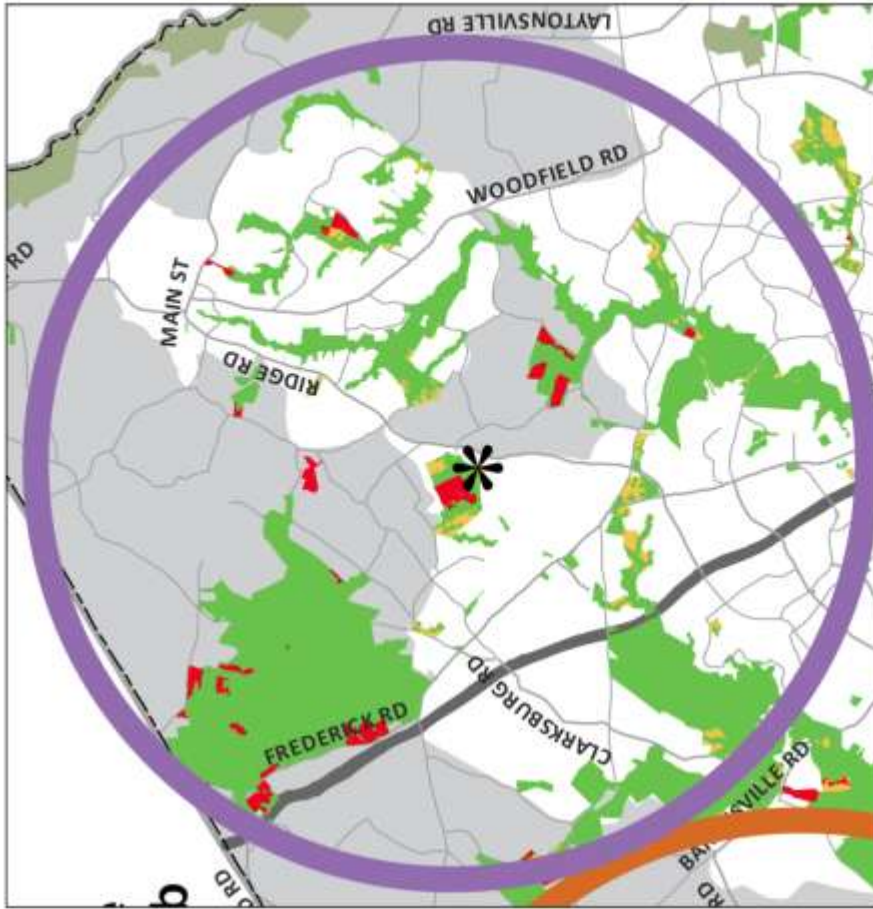 LAYTONSVILLE RD
WOODFIELD RD
RD
MAIN ST
RIDGE RD
FREDERICK RD
CLARKSBURG RD
RD
RD
b